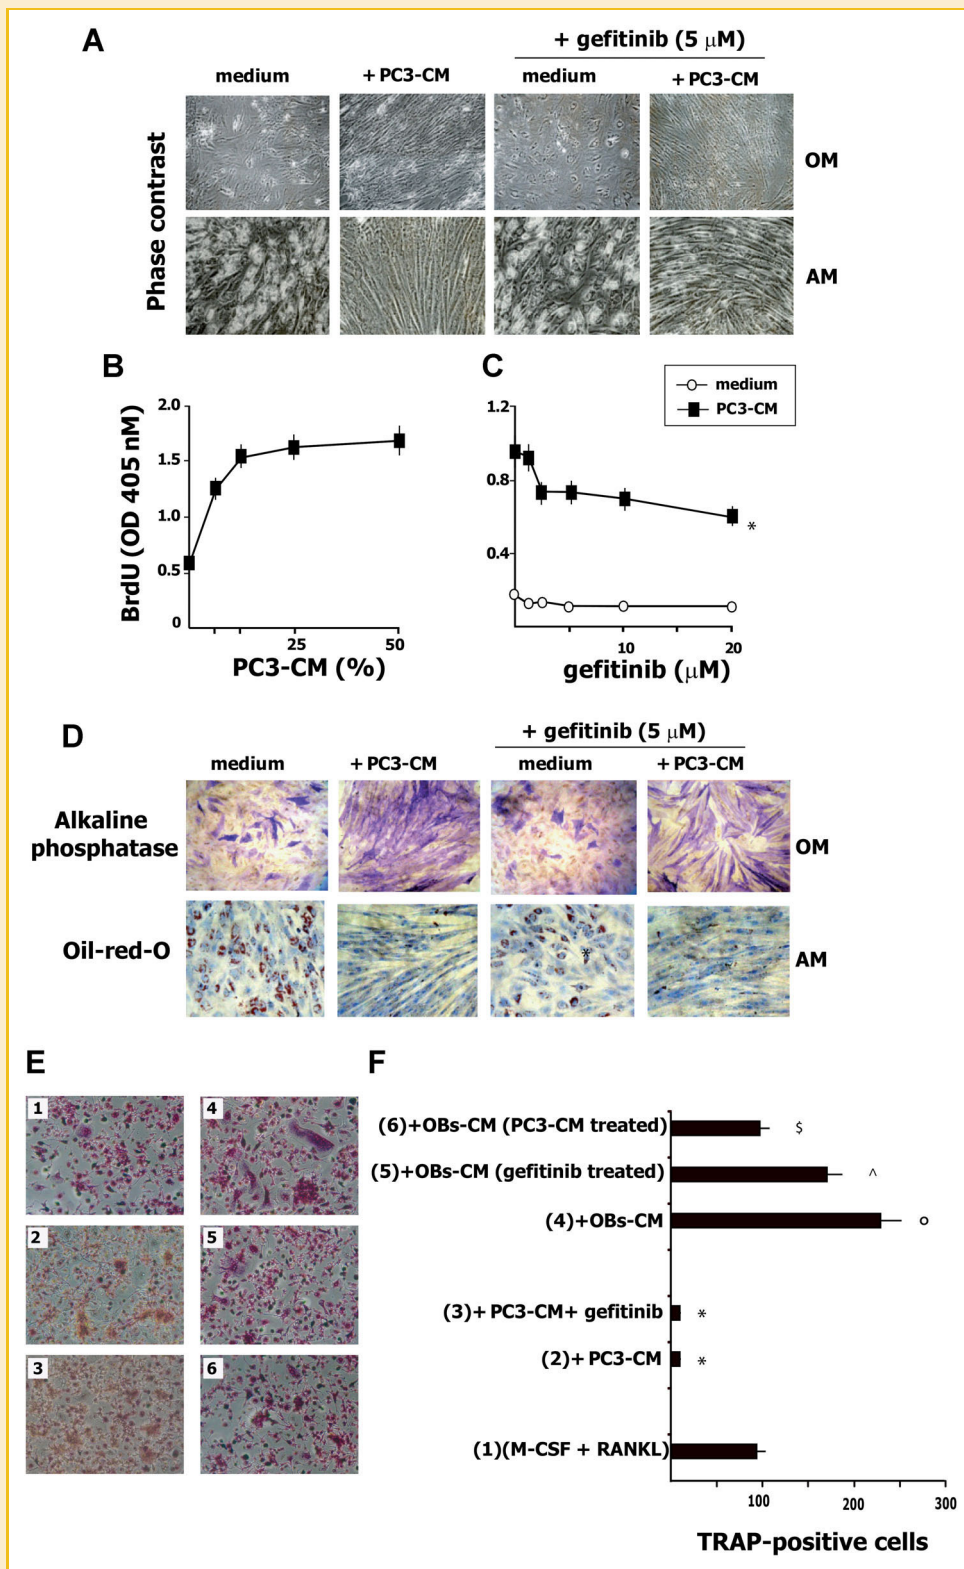 A
+ gefitinib (5 μM)
medium
+ PC3-CM
medium
+ PC3-CM
Phase contrast
OM
AM
B
BrdU (OD 405 nM)
2.0
1.5
1.0
0.5
0
25
50
PC3-CM (%)
C
medium
PC3-CM
1.2
0.8
0.4
*
10
20
gefitinib (μM)
D
+ gefitinib (5 μM)
medium
+ PC3-CM
medium
+ PC3-CM
Alkaline
phosphatase
OM
Oil-red-O
*
AM
E
1
4
2
5
3
6
F
(6)+OBs-CM (PC3-CM treated)
$
(5)+OBs-CM (gefitinib treated)
^
(4)+OBs-CM
o
(3)+ PC3-CM+ gefitinib
*
(2)+ PC3-CM
*
(1)(M-CSF + RANKL)
100
200
300
TRAP-positive cells